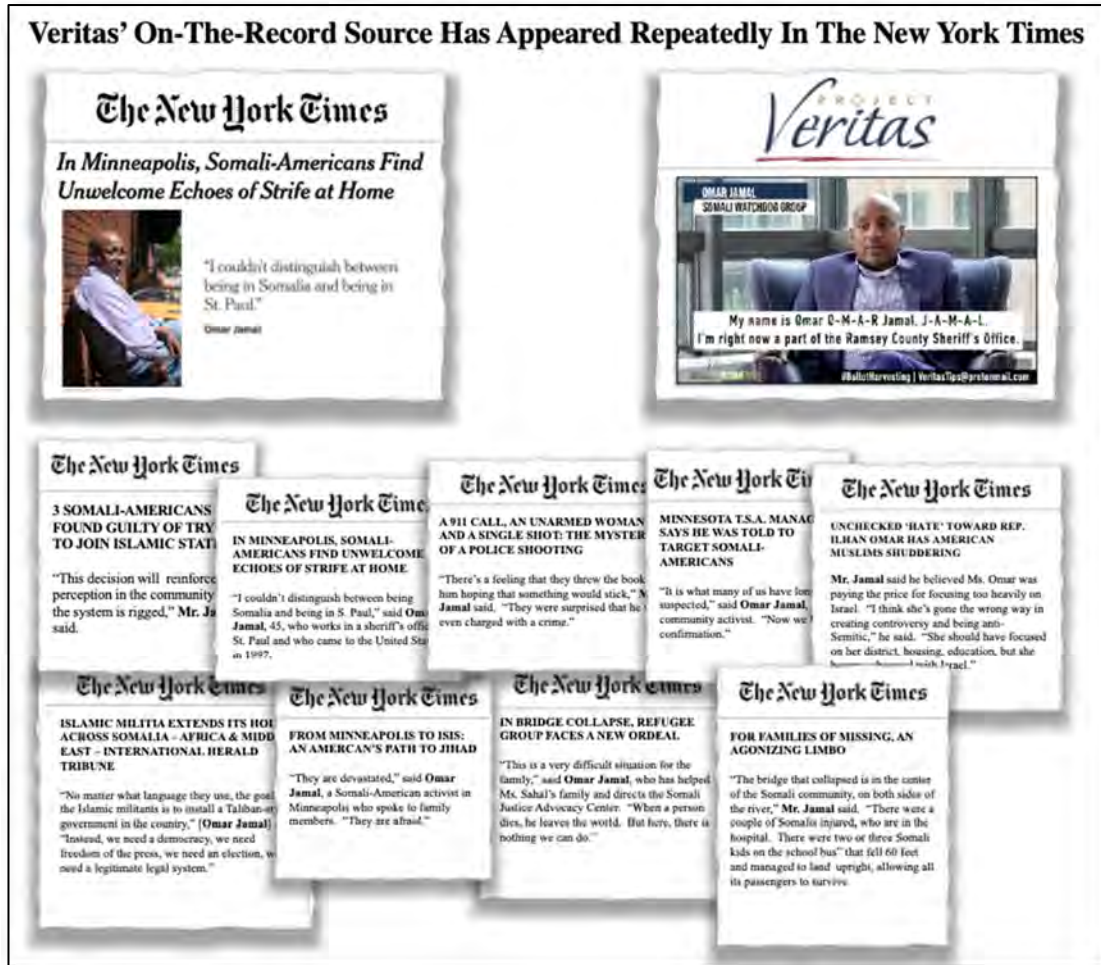 Veritas' On-The-Record Source Has Appeared Repeatedly In The New York Times
The New York Times
In Minneapolis, Somali-Americans Find
Unwelcome Echoes of Strife at Home
"I couldn't distinguish between
being in Somalia and being in
St. Paul."
Omar Jamal
PROJECT
Veritas
OMAR JAMAL
SOMALI WATCHDOG GROUP
My name is Omar O-M-A-R Jamal. J-A-M-A-L.
I'm right now a part of the Ramsey County Sheriff's Office.
#BallotHarvesting | VeritasTips@protonmail.com
The New York Times
3 SOMALI-AMERICANS
FOUND GUILTY OF TRY
TO JOIN ISLAMIC STAT
"This decision will reinforce
perception in the community
the system is rigged," Mr. Ja
said.
The New York Time
IN MINNEAPOLIS, SOMALI-
AMERICANS FIND UNWELCOME
ECHOES OF STRIFE AT HOME
"I couldn't distinguish between being
Somalia and being in S. Paul," said Om
Jamal, 45, who works in a sheriff's offic
St. Paul and who came to the United Sta
in 1997.
The New York Times
A 911 CALL, AN UNARMED WOMAN
AND A SINGLE SHOT: THE MYSTER
OF A POLICE SHOOTING
"There's a feeling that they threw the book
him hoping that something would stick," M
Jamal said. "They were surprised that he
even charged with a crime."
The New York Ti
MINNESOTA T.S.A. MANAG
SAYS HE WAS TOLD TO
TARGET SOMALI-
AMERICANS
"It is what many of us have lon
suspected," said Omar Jamal,
community activist. "Now we
confirmation."
The New York Times
UNCHECKED 'HATE' TOWARD REP.
ILHAN OMAR HAS AMERICAN
MUSLIMS SHUDDERING
Mr. Jamal said he believed Ms. Omar was
paying the price for focusing too heavily on
Israel. "I think she's gone the wrong way in
creating controversy and being anti-
Semitic," he said. "She should have focused
on her district, housing, education, but she
with Israel."
The New York Times
ISLAMIC MILITIA EXTENDS ITS HOL
ACROSS SOMALIA - AFRICA & MIDD
EAST - INTERNATIONAL HERALD
TRIBUNE
"No matter what language they use, the goal
the Islamic militants is to install a Taliban-st
government in the country," [Omar Jamal]
"Instead, we need a democracy, we need
freedom of the press, we need an election, w
need a legitimate legal system."
The New York Times
FROM MINNEAPOLIS TO ISIS:
AN AMERCAN'S PATH TO JIHAD
"They are devastated," said Omar
Jamal, a Somali-American activist in
Minneapolis who spoke to family
members. "They are afraid."
The New York Times
IN BRIDGE COLLAPSE, REFUGEE
GROUP FACES A NEW ORDEAL
"This is a very difficult situation for the
family," said Omar Jamal, who has helped
Ms. Sahal's family and directs the Somali
Justice Advocacy Center. "When a person
dies, he leaves the world. But here, there is
nothing we can do."
The New York Times
FOR FAMILIES OF MISSING, AN
AGONIZING LIMBO
"The bridge that collapsed is in the center
of the Somali community, on both sides of
the river," Mr. Jamal said. "There were a
couple of Somalis injured, who are in the
hospital. There were two or three Somali
kids on the school bus" that fell 60 feet
and managed to land upright, allowing all
its passengers to survive.